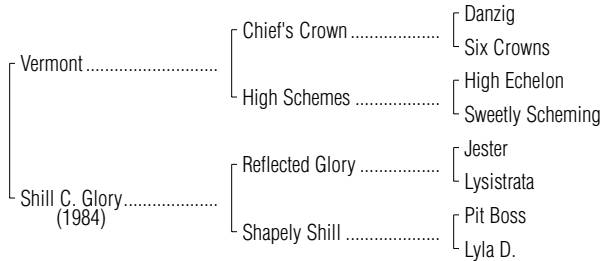 Danzig
Chief's Crown ...................
Six Crowns
Vermont ............................
High Echelon
High Schemes ..................
Sweetly Scheming
Jester
Reflected Glory .................
Lysistrata
Shill C. Glory....................
(1984)
Pit Boss
Shapely Shill ....................
Lyla D.